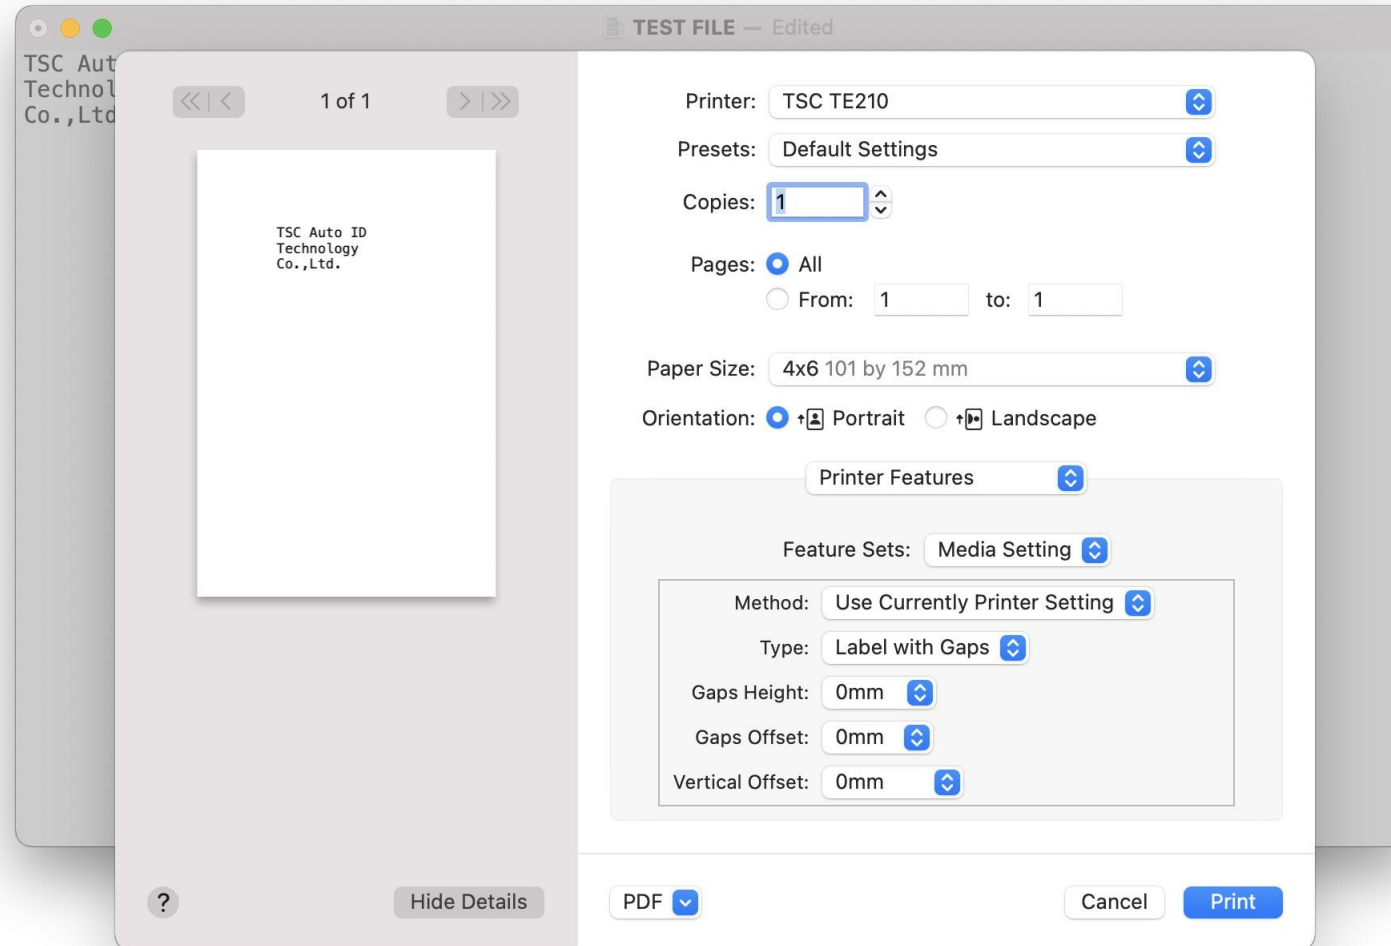 TEST FILE — Edited
TSC Aut
Technol
Co.,Ltd
1 of 1
TSC Auto ID
Technology
Co.,Ltd.
? Hide Details
Printer: TSC TE210
Presets: Default Settings
Copies: 1
Pages: All
From: 1 to: 1
Paper Size: 4x6 101 by 152 mm
Orientation: Portrait Landscape
Printer Features
Feature Sets: Media Setting
Method: Use Currently Printer Setting
Type: Label with Gaps
Gaps Height: 0mm
Gaps Offset: 0mm
Vertical Offset: 0mm
PDF Cancel Print